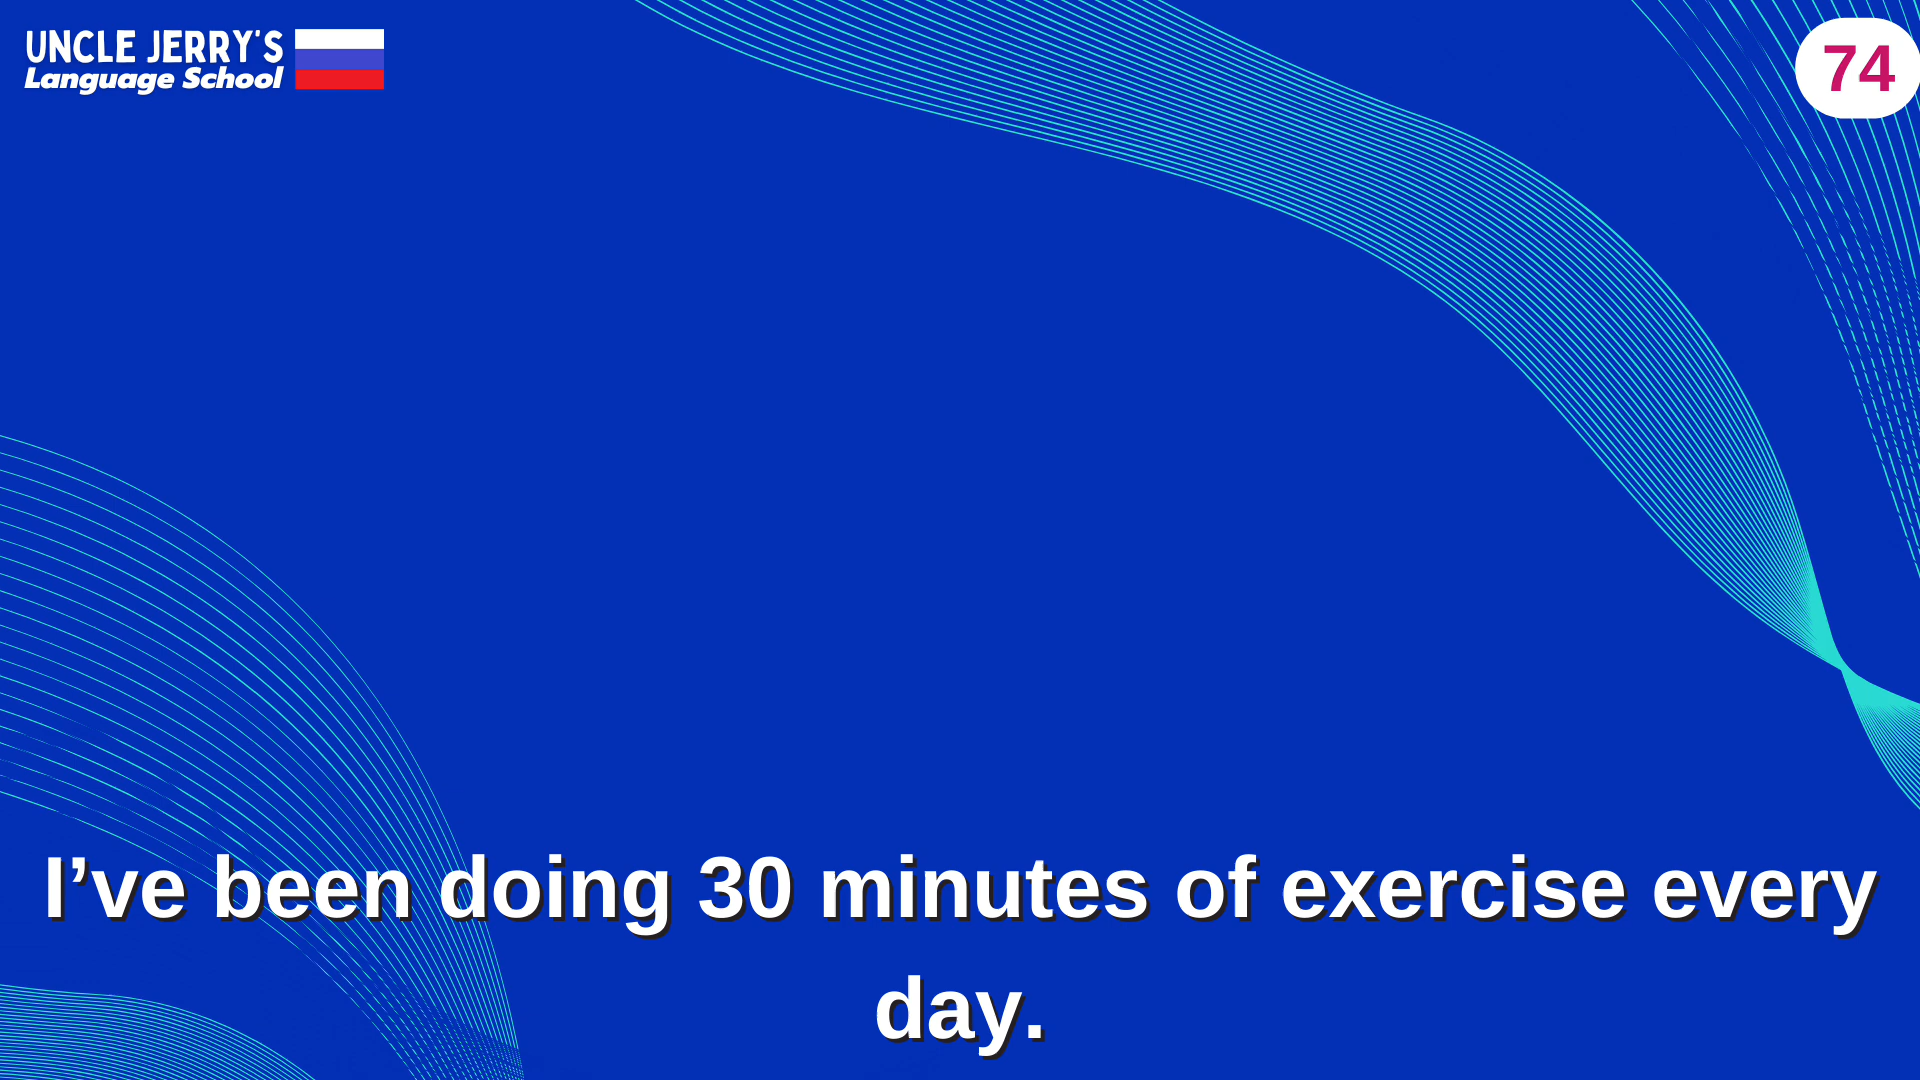 UNCLE JERRY'S
Language School
74
I’ve been doing 30 minutes of exercise every
day.